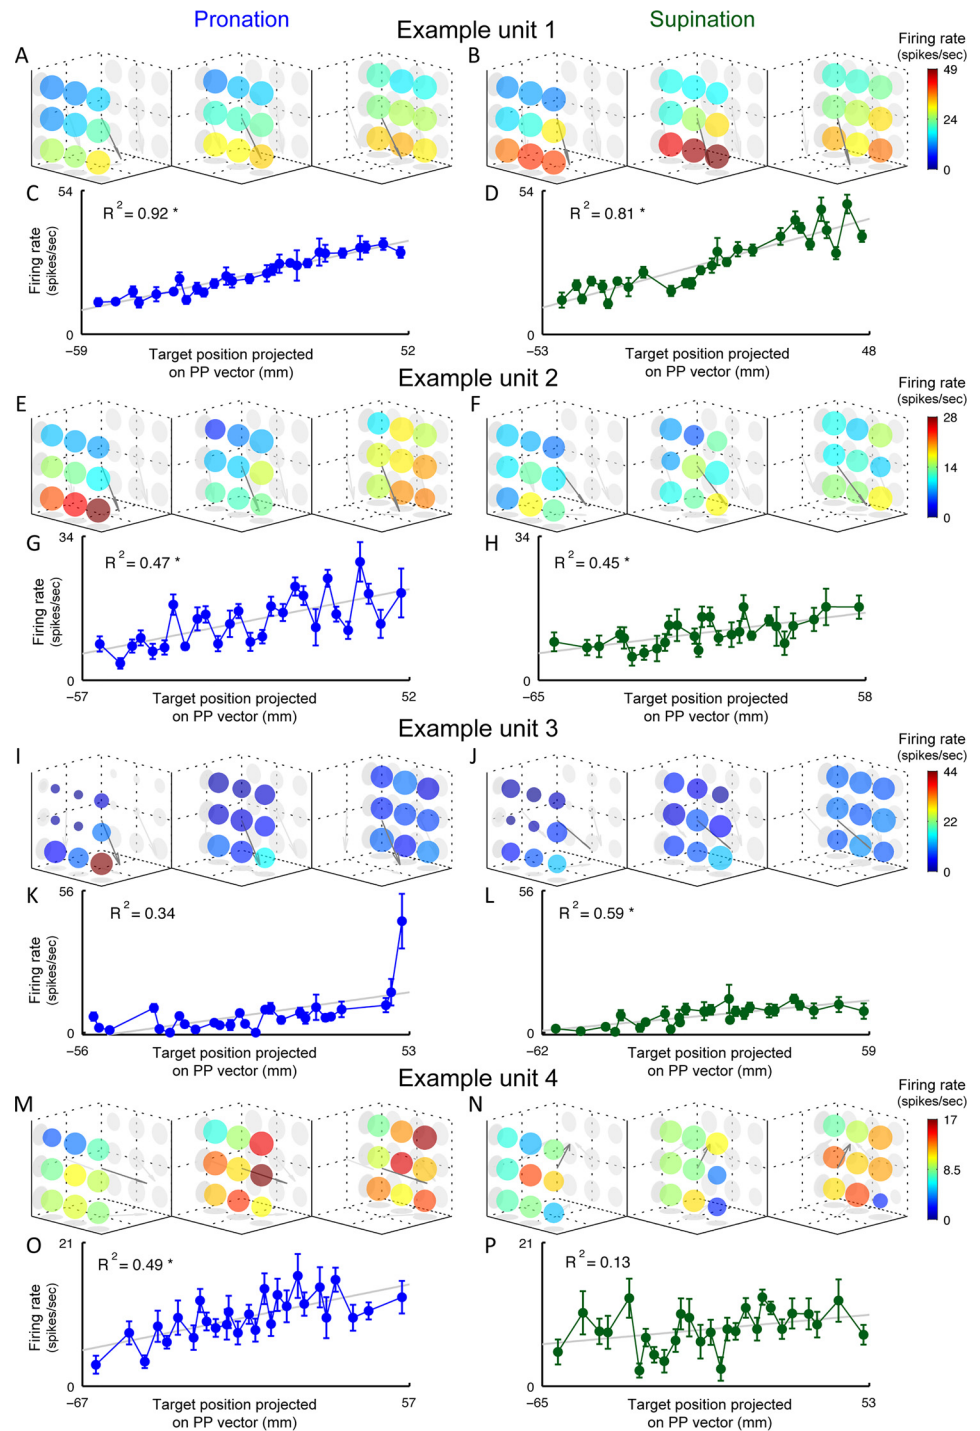 Pronation
Supination
Example unit 1
Firing rate
(spikes/sec)
A
B
49
24
0
C
54
R² = 0.92 *
Firing rate
(spikes/sec)
0
−59
52
Target position projected
on PP vector (mm)
D
54
R² = 0.81 *
0
−53
48
Target position projected
on PP vector (mm)
Example unit 2
Firing rate
(spikes/sec)
E
F
28
14
0
G
34
R² = 0.47 *
Firing rate
(spikes/sec)
0
−57
52
Target position projected
on PP vector (mm)
H
34
R² = 0.45 *
0
−65
58
Target position projected
on PP vector (mm)
Example unit 3
Firing rate
(spikes/sec)
I
J
44
22
0
K
56
R² = 0.34
Firing rate
(spikes/sec)
0
−56
53
Target position projected
on PP vector (mm)
L
56
R² = 0.59 *
0
−62
59
Target position projected
on PP vector (mm)
Example unit 4
Firing rate
(spikes/sec)
M
N
17
8.5
0
O
21
R² = 0.49 *
Firing rate
(spikes/sec)
0
−67
57
Target position projected
on PP vector (mm)
P
21
R² = 0.13
0
−65
53
Target position projected
on PP vector (mm)